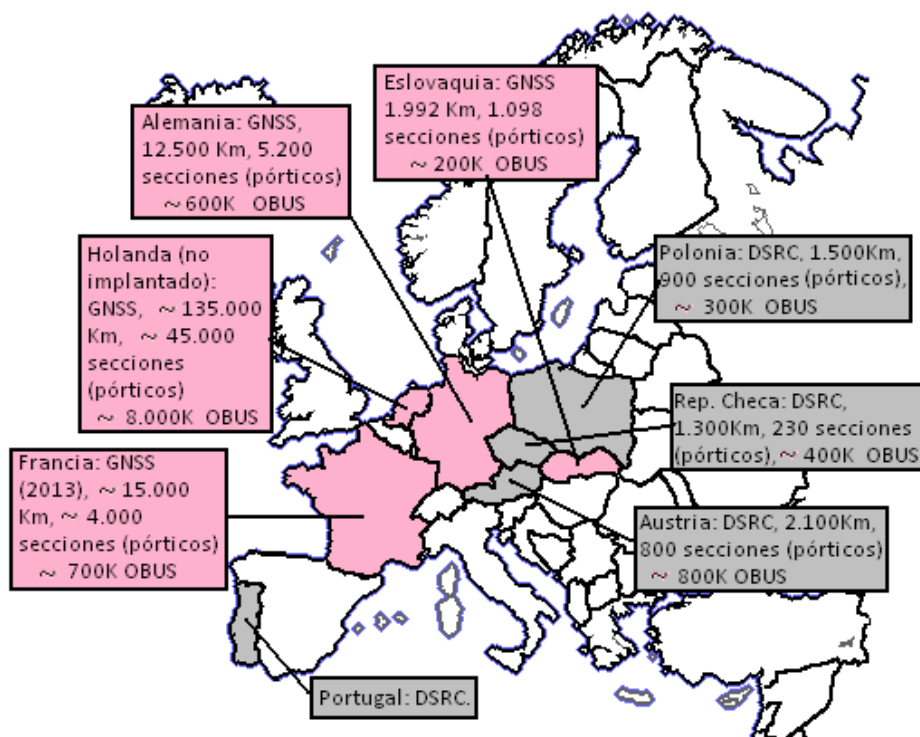 Eslovaquia: GNSS
1.992 Km, 1.098
secciones (pórticos)
~ 200K OBUS
Alemania: GNSS,
12.500 Km, 5.200
secciones (pórticos)
~ 600K OBUS
Holanda (no
implantado):
GNSS, ~ 135.000
Km, ~ 45.000
secciones
(pórticos)
~ 8.000K OBUS
Polonia: DSRC, 1.500Km,
900 secciones (pórticos),
~ 300K OBUS
Rep. Checa: DSRC,
1.300Km, 230 secciones
(pórticos), ~ 400K OBUS
Francia: GNSS
(2013), ~ 15.000
Km, ~ 4.000
secciones (pórticos)
~ 700K OBUS
Austria: DSRC, 2.100Km,
800 secciones (pórticos)
~ 800K OBUS
Portugal: DSRC.